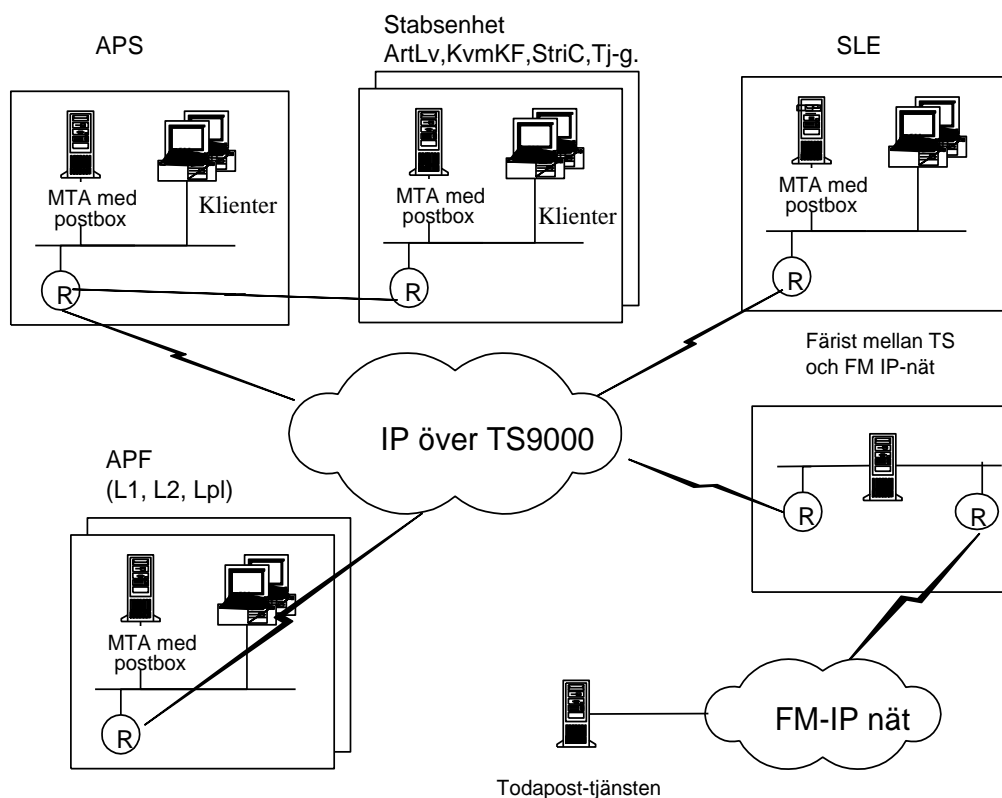 APS
Stabsenhet
ArtLv,KvmKF,StriC,Tj-g.
SLE
MTA med
postbox
Klienter
R
MTA med
postbox
Klienter
R
MTA med
postbox
R
Färist mellan TS
och FM IP-nät
IP över TS9000
APF
(L1, L2, Lpl)
R
R
MTA med
postbox
R
FM-IP nät
Todapost-tjänsten